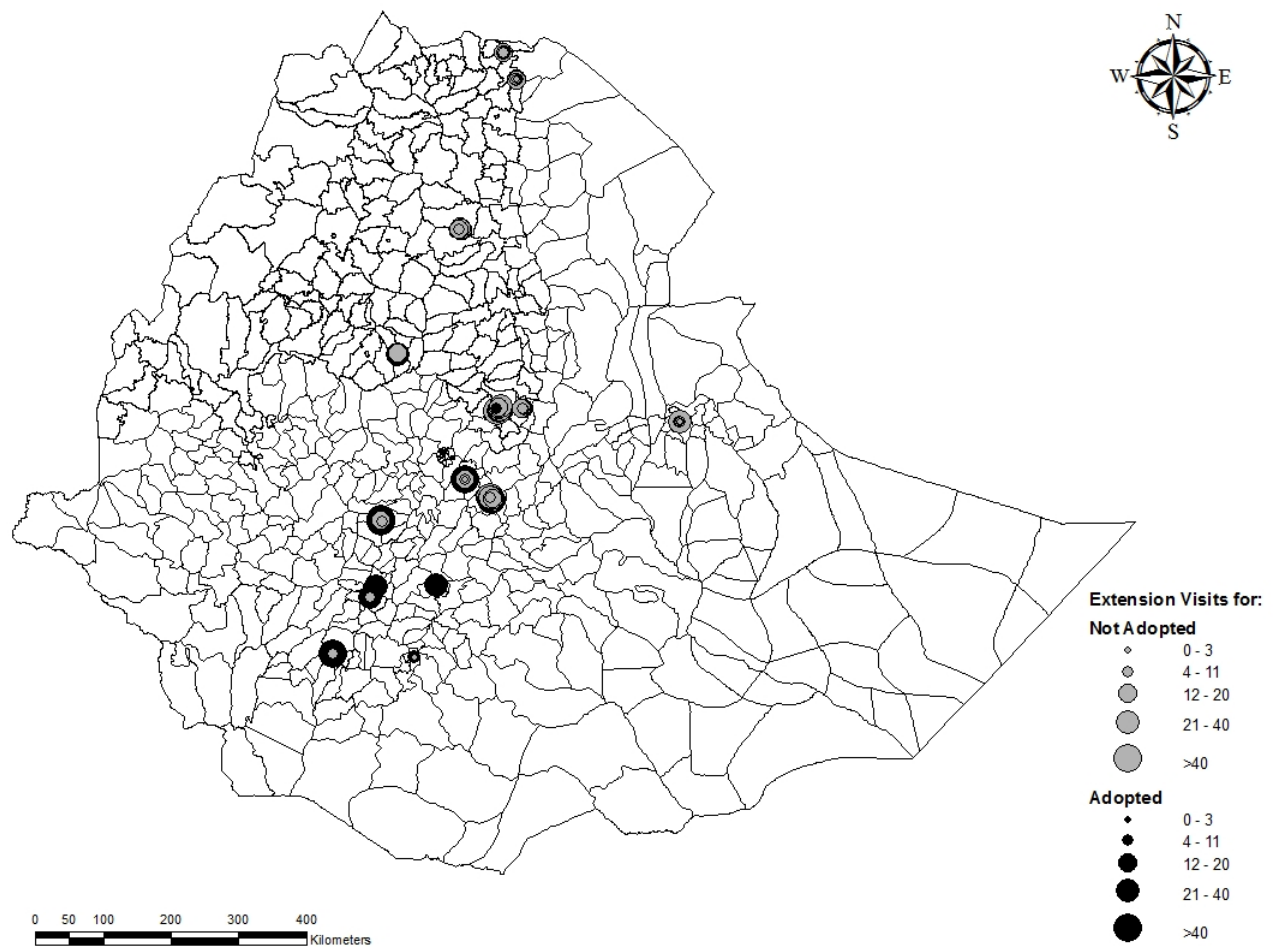 N
W E
S
Extension Visits for:
Not Adopted
0 - 3
4 - 11
12 - 20
21 - 40
>40
Adopted
0 - 3
4 - 11
12 - 20
21 - 40
>40
0 50 100 200 300 400
Kilometers